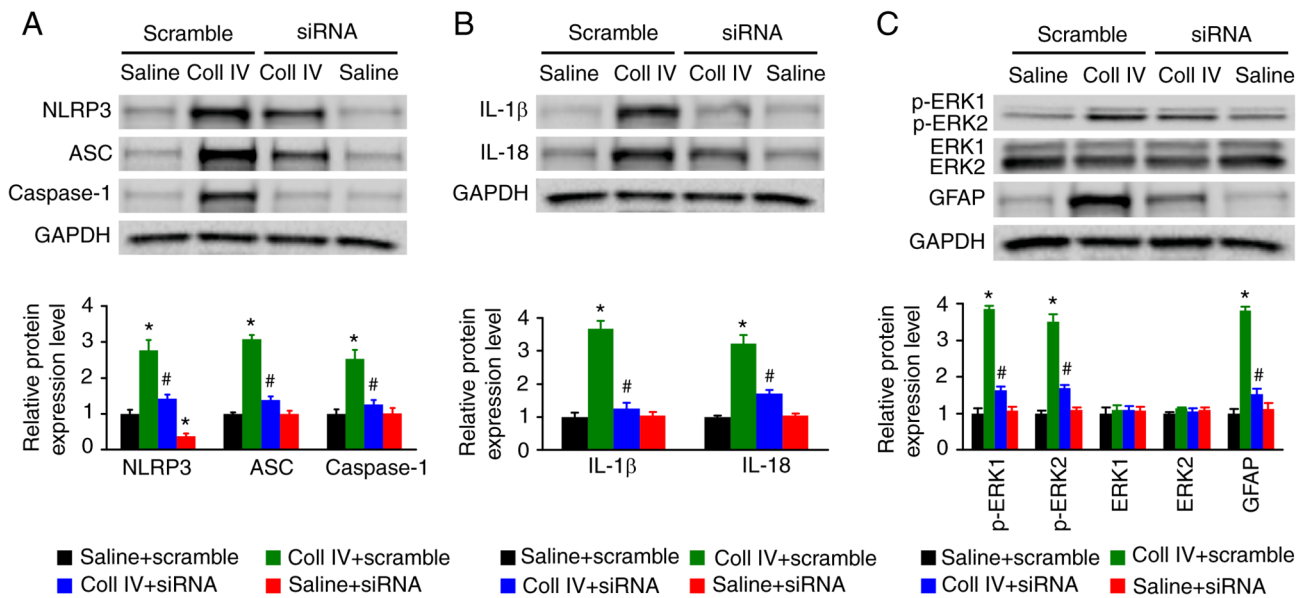 A
Scramble siRNA
Saline Coll IV Coll IV Saline
NLRP3
ASC
Caspase-1
GAPDH
Relative protein
expression level
4
3
2
1
0
* # *
* #
* #
NLRP3 ASC Caspase-1
Saline+scramble Coll IV+scramble
Coll IV+siRNA Saline+siRNA
B
Scramble siRNA
Saline Coll IV Coll IV Saline
IL-1β
IL-18
GAPDH
Relative protein
expression level
4
3
2
1
0
* #
* #
IL-1β IL-18
Saline+scramble Coll IV+scramble
Coll IV+siRNA Saline+siRNA
C
Scramble siRNA
Saline Coll IV Coll IV Saline
p-ERK1
p-ERK2
ERK1
ERK2
GFAP
GAPDH
Relative protein
expression level
4
3
2
1
0
* #
* #
* #
p-ERK1 p-ERK2 ERK1 ERK2 GFAP
Saline+scramble Coll IV+scramble
Coll IV+siRNA Saline+siRNA